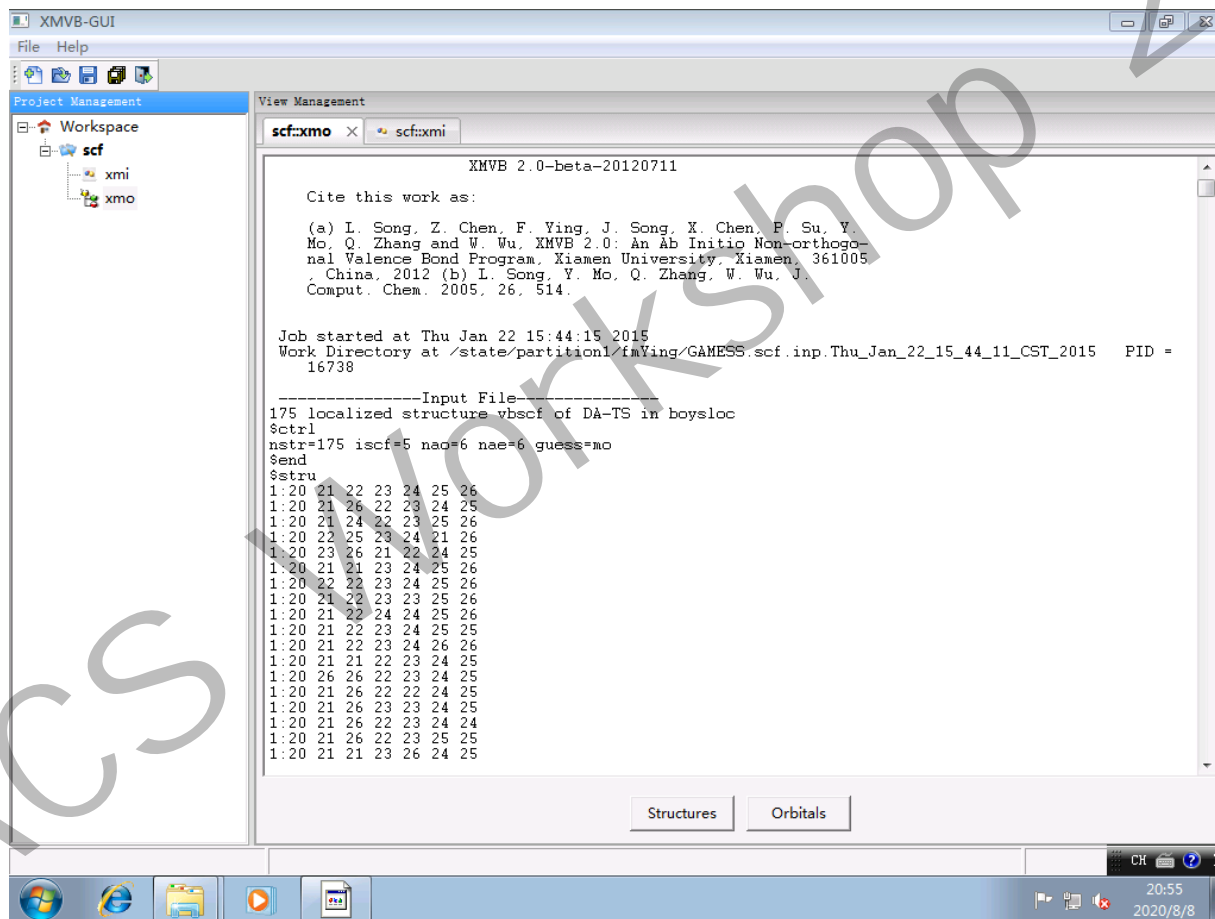 XMVB-GUI
File Help
Project Management
Workspace
scf
xmi
xmo
View Management
scf::xmo
scf::xmi
XMVB 2.0-beta-20120711
Cite this work as:
(a) L. Song, Z. Chen, F. Ying, J. Song, X. Chen, P. Su, Y.
Mo, Q. Zhang and W. Wu, XMVB 2.0: An Ab Initio Non-orthogo-
nal Valence Bond Program, Xiamen University, Xiamen, 361005
, China, 2012 (b) L. Song, Y. Mo, Q. Zhang, W. Wu, J.
Comput. Chem. 2005, 26, 514.
Job started at Thu Jan 22 15:44:15 2015
Work Directory at /state/partition1/fmYing/GAMESS.scf.inp.Thu_Jan_22_15_44_11_CST_2015 PID =
16738
---------------Input File---------------
175 localized structure vbscf of DA-TS in boysloc
$ctrl
nstr=175 iscf=5 nao=6 nae=6 guess=mo
$end
$stru
1:20 21 22 23 24 25 26
1:20 21 26 22 23 24 25
1:20 21 24 22 23 25 26
1:20 22 25 23 24 21 26
1:20 23 26 21 22 24 25
1:20 21 21 23 24 25 26
1:20 22 22 23 24 25 26
1:20 21 22 23 23 25 26
1:20 21 22 24 24 25 26
1:20 21 22 23 24 25 25
1:20 21 22 23 24 26 26
1:20 21 21 22 23 24 25
1:20 26 26 22 23 24 25
1:20 21 26 22 22 24 25
1:20 21 26 23 23 24 25
1:20 21 26 22 23 24 24
1:20 21 26 22 23 25 25
1:20 21 21 23 26 24 25
Structures Orbitals
CH
20:55
2020/8/8
CS Workshop 2